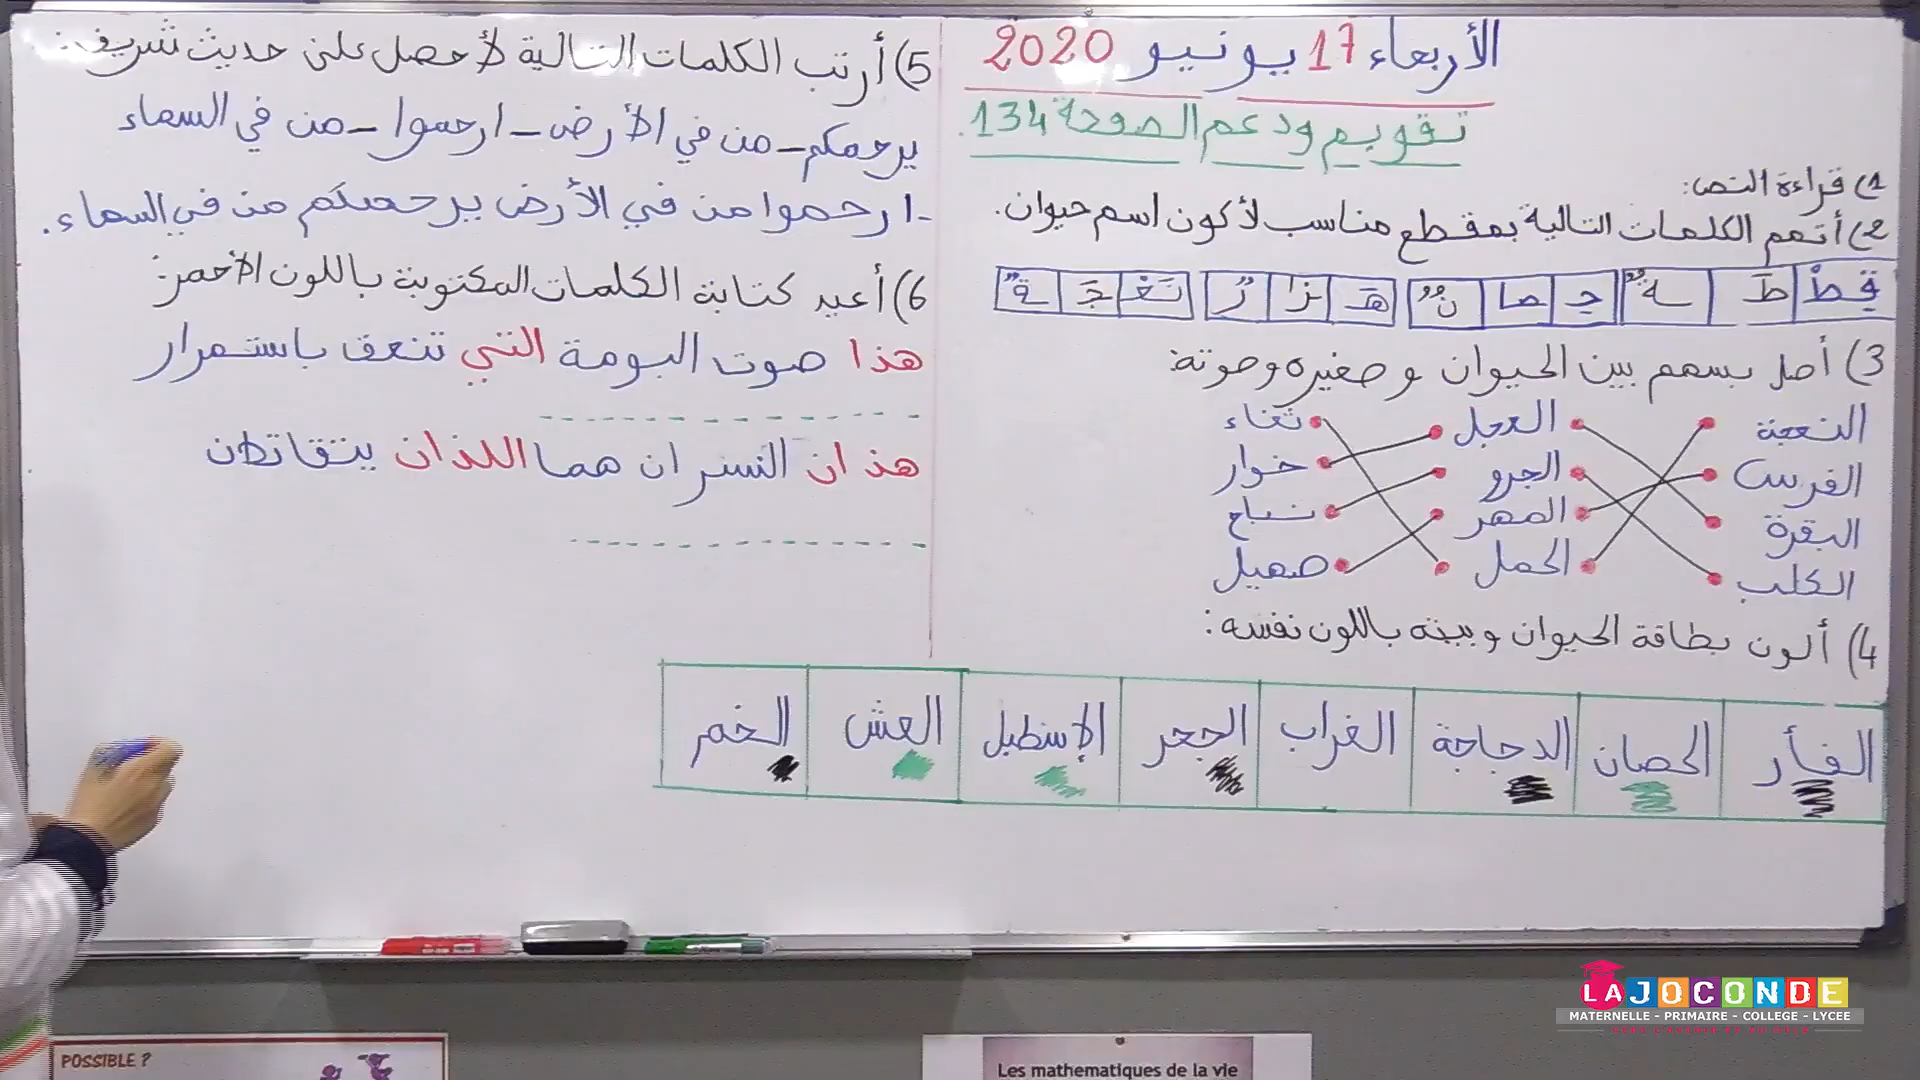 الأربعاء 17 يونيو 2020
تقويم ودعم الصفحة 134.
1) قراءة النص:
2) أتمم الكلمات التالية بمقطع مناسب لأكون اسم حيوان.
قِطْ طَ ـةٌ حِ صا نٌ هَـ زا رٌ نَعْـ جَـ ـةٌ
3) أصل بسهم بين الحيوان و صغيره وصوته:
النعجة العجل ثغاء
الفرس الجرو خوار
البقرة المهر نباح
الكلب الحمل صهيل
4) ألون بطاقة الحيوان وبيته باللون نفسه:
الفأر الحصان الدجاجة الغراب الجحر الإسطبل العش الخم
5) أرتب الكلمات التالية لأحصل على حديث شريف:
يرحمكم - من في الأرض - ارحموا - من في السماء
- ارحموا من في الأرض يرحمكم من في السماء.
6) أعيد كتابة الكلمات المكتوبة باللون الأحمر:
هذا صوت البومة التي تنعق باستمرار
هذان النسران هما اللذان يتقاتلان
LAJOCONDE
MATERNELLE - PRIMAIRE - COLLEGE - LYCEE
POSSIBLE ?
Les mathematiques de la vie